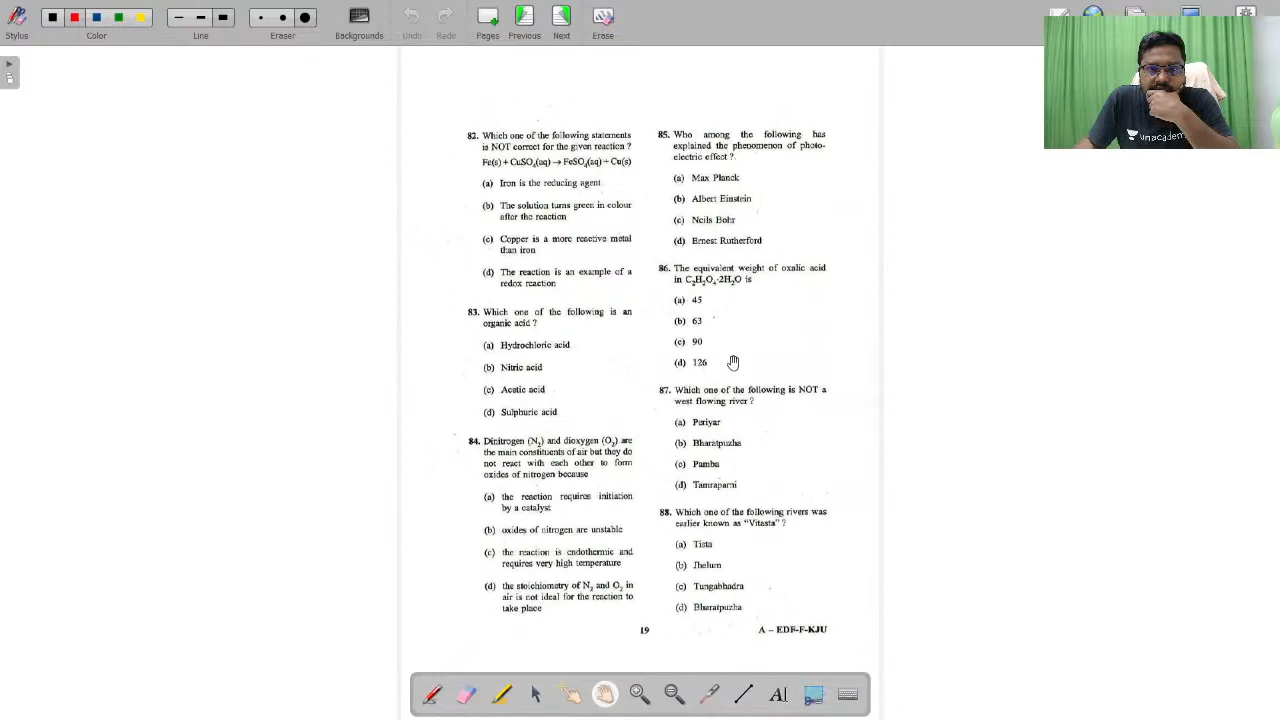 Stylus
Color
Line
Eraser
Backgrounds
Undo
Redo
Pages
Previous
Next
Erase
unacademy
82. Which one of the following statements
is NOT correct for the given reaction ?
Fe(s) + CuSO₄(aq) → FeSO₄(aq) + Cu(s)
(a) Iron is the reducing agent
(b) The solution turns green in colour
after the reaction
(c) Copper is a more reactive metal
than iron
(d) The reaction is an example of a
redox reaction
83. Which one of the following is an
organic acid ?
(a) Hydrochloric acid
(b) Nitric acid
(c) Acetic acid
(d) Sulphuric acid
84. Dinitrogen (N₂) and dioxygen (O₂) are
the main constituents of air but they do
not react with each other to form
oxides of nitrogen because
(a) the reaction requires initiation
by a catalyst
(b) oxides of nitrogen are unstable
(c) the reaction is endothermic and
requires very high temperature
(d) the stoichiometry of N₂ and O₂ in
air is not ideal for the reaction to
take place
85. Who among the following has
explained the phenomenon of photo-
electric effect ?
(a) Max Planck
(b) Albert Einstein
(c) Neils Bohr
(d) Ernest Rutherford
86. The equivalent weight of oxalic acid
in C₂H₂O₄·2H₂O is
(a) 45
(b) 63
(c) 90
(d) 126
87. Which one of the following is NOT a
west flowing river ?
(a) Periyar
(b) Bharatpuzha
(c) Pamba
(d) Tamraparni
88. Which one of the following rivers was
earlier known as "Vitasta" ?
(a) Tista
(b) Jhelum
(c) Tungabhadra
(d) Bharatpuzha
19
A – EDF-F-KJU